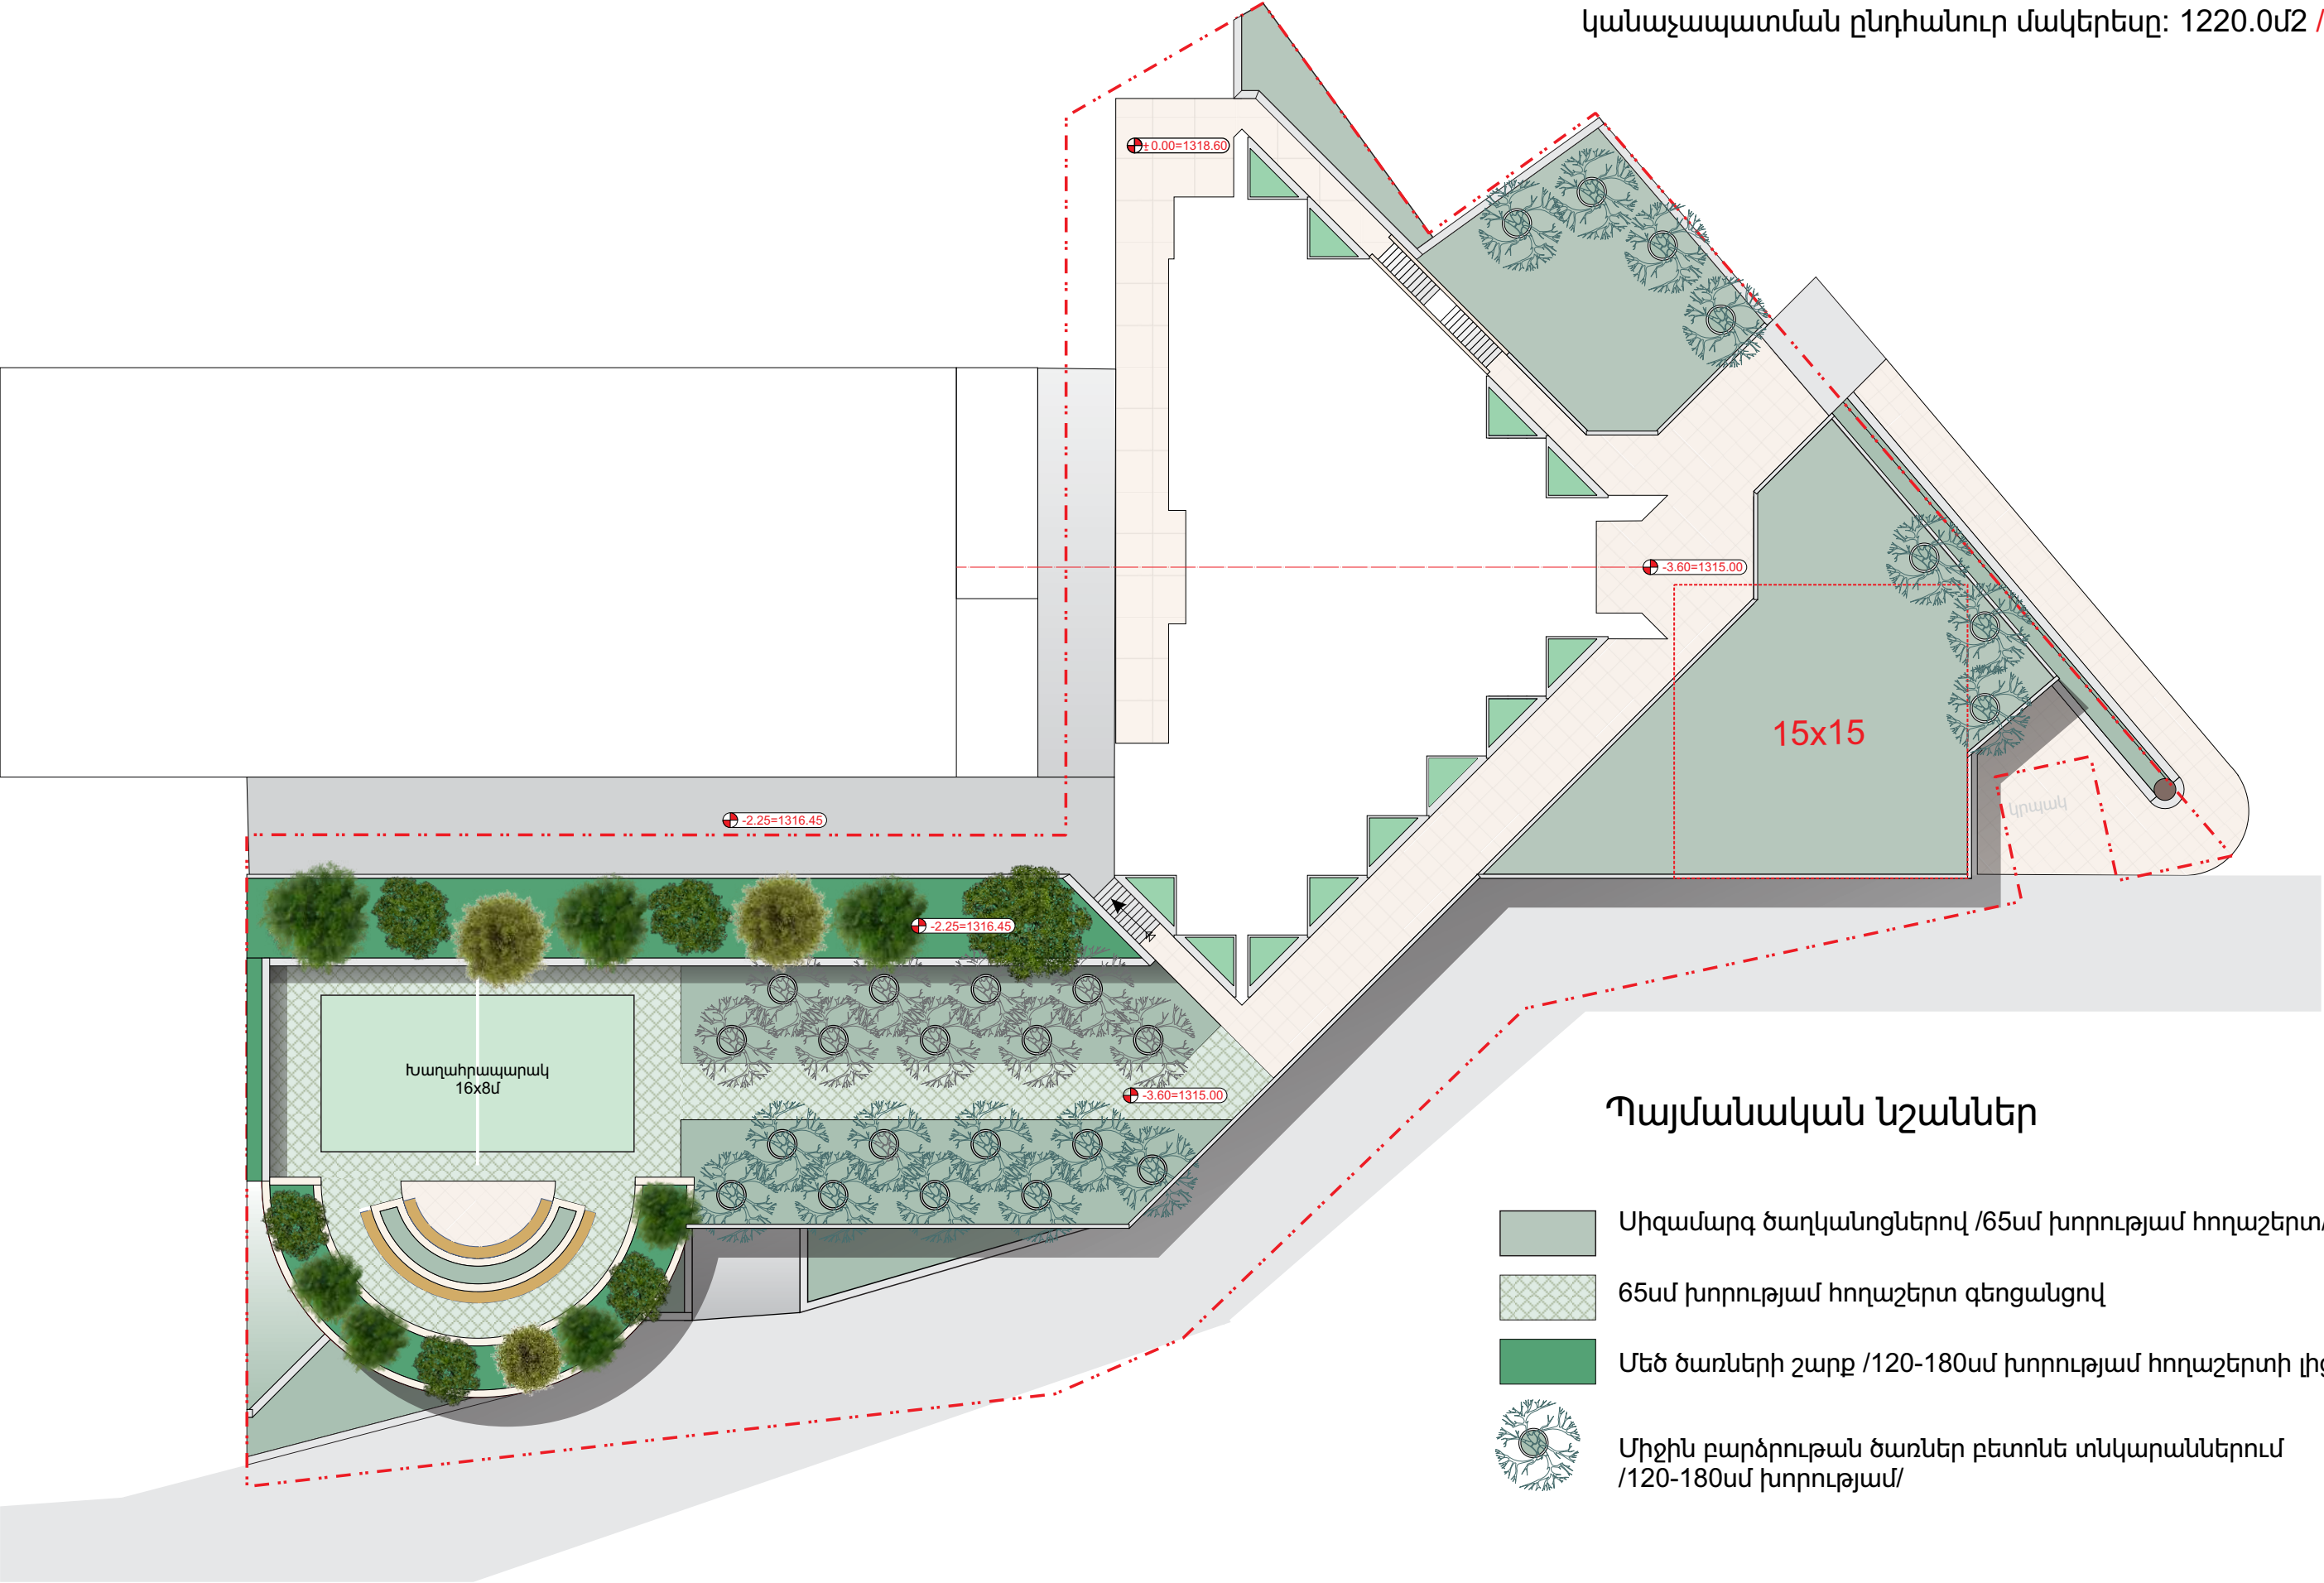 կանաչապատման ընդհանուր մակերեսը: 1220.0մ2 /
±0.00=1318.60
-3.60=1315.00
15x15
կրպակ
-2.25=1316.45
-2.25=1316.45
Խաղահրապարակ
16x8մ
-3.60=1315.00
Պայմանական նշաններ
Սիզամարգ ծաղկանոցներով /65սմ խորությամ հողաշերտ/
65սմ խորությամ հողաշերտ գեոցանցով
Մեծ ծառների շարք /120-180սմ խորությամ հողաշերտի
Միջին բարձրութան ծառներ բետոնե տնկարաններում
/120-180սմ խորությամ/